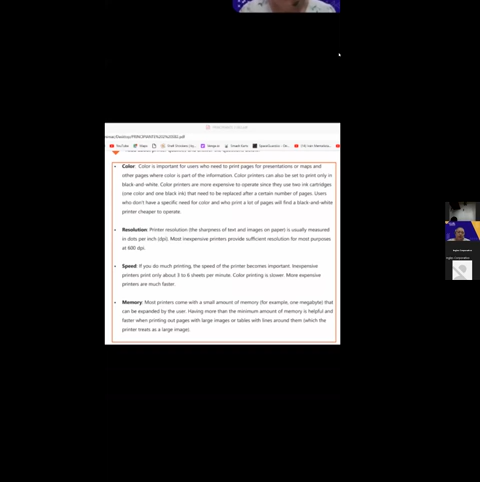 Color: Color is important for users who need to print pages for presentations or maps and
other pages where color is part of the information. Color printers can also be set to print only in
black-and-white. Color printers are more expensive to operate since they use two ink cartridges
(one color and one black ink) that need to be replaced after a certain number of pages. Users
who don't have a specific need for color and who print a lot of pages will find a black-and-white
printer cheaper to operate.
Resolution: Printer resolution (the sharpness of text and images on paper) is usually measured
in dots per inch (dpi). Most inexpensive printers provide sufficient resolution for most purposes
at 600 dpi.
Speed: If you do much printing, the speed of the printer becomes important. Inexpensive
printers print only about 3 to 6 sheets per minute. Color printing is slower. More expensive
printers are much faster.
Memory: Most printers come with a small amount of memory (for example, one megabyte) that
can be expanded by the user. Having more than the minimum amount of memory is helpful and
faster when printing out pages with large images or tables with lines around them (which the
printer treats as a large image).